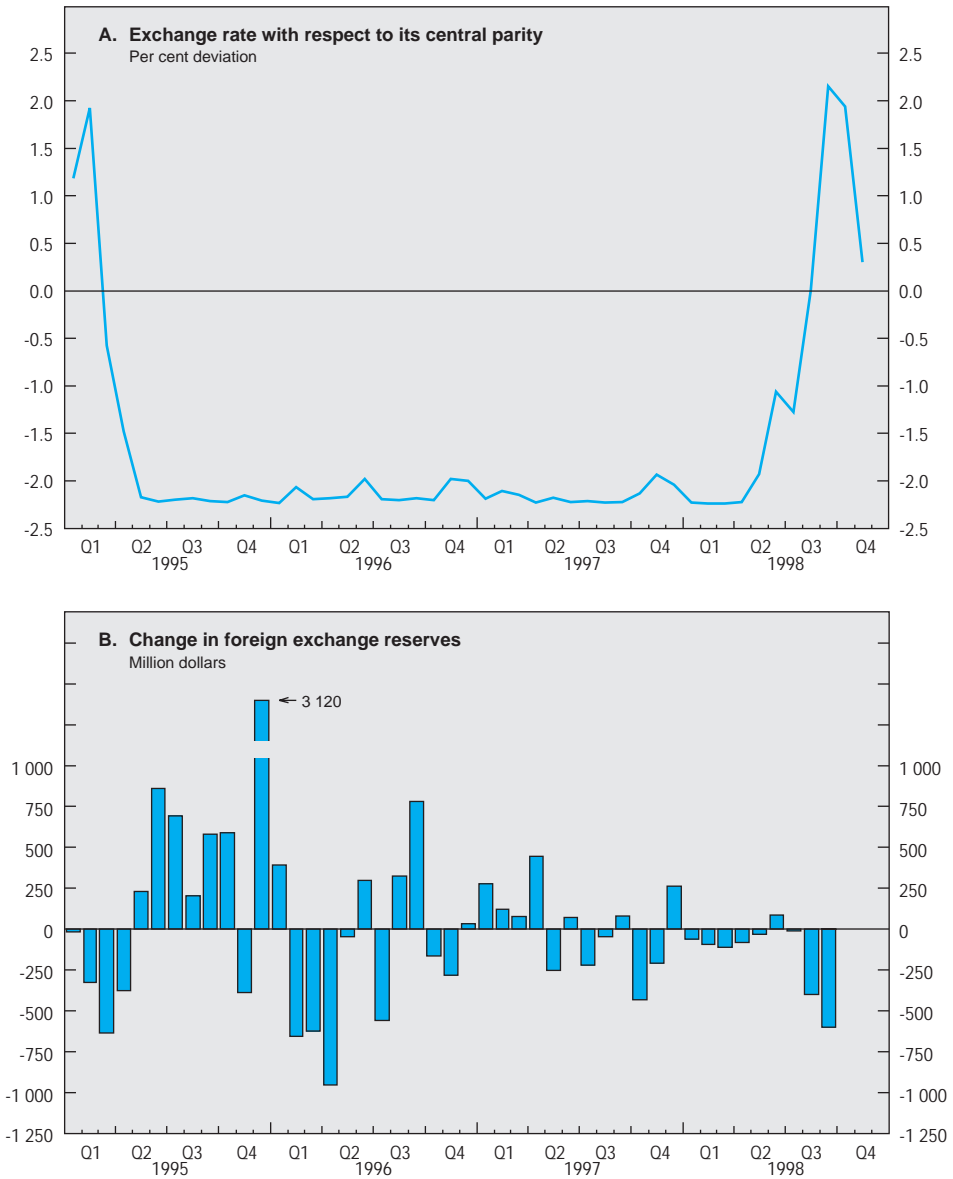 A. Exchange rate with respect to its central parity
Per cent deviation
2.5 2.5
2.0 2.0
1.5 1.5
1.0 1.0
0.5 0.5
0.0 0.0
-0.5 -0.5
-1.0 -1.0
-1.5 -1.5
-2.0 -2.0
-2.5 -2.5
Q1 Q2 Q3 Q4 Q1 Q2 Q3 Q4 Q1 Q2 Q3 Q4 Q1 Q2 Q3 Q4
1995 1996 1997 1998
B. Change in foreign exchange reserves
Million dollars
3 120
1 000 1 000
750 750
500 500
250 250
0 0
-250 -250
-500 -500
-750 -750
-1 000 -1 000
-1 250 -1 250
Q1 Q2 Q3 Q4 Q1 Q2 Q3 Q4 Q1 Q2 Q3 Q4 Q1 Q2 Q3 Q4
1995 1996 1997 1998